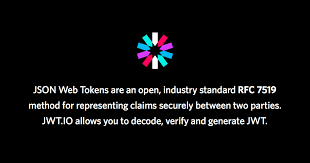 JSON Web Tokens are an open, industry standard RFC 7519
method for representing claims securely between two parties.
JWT.IO allows you to decode, verify and generate JWT.